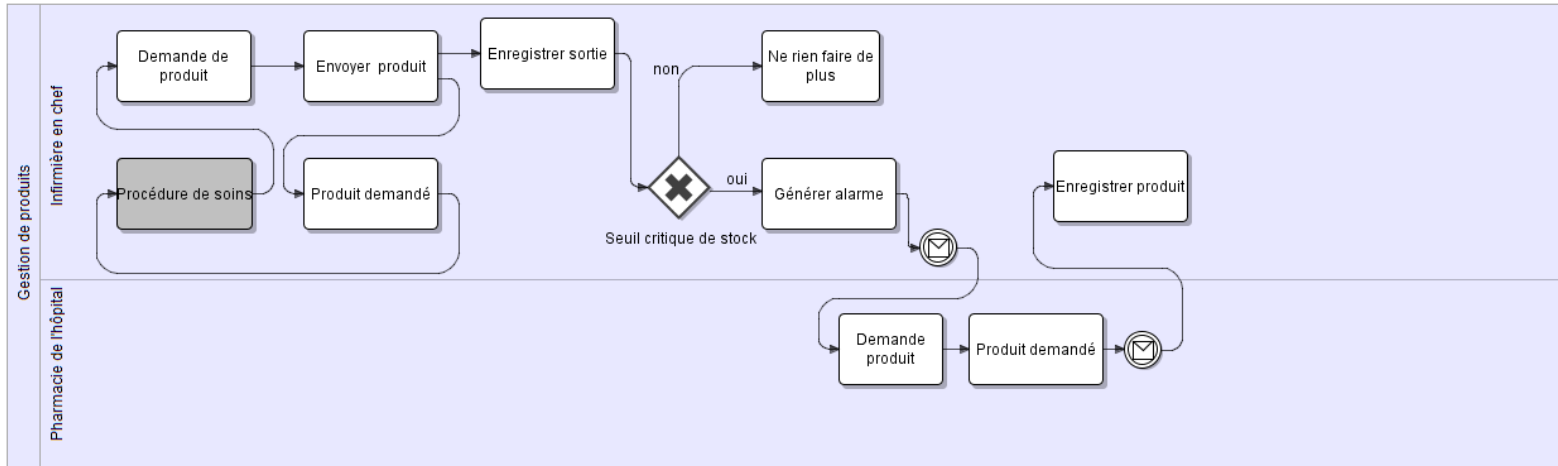 Gestion de produits
Infirmière en chef
Demande de
produit
Envoyer produit
Enregistrer sortie
non
Ne rien faire de
plus
Procédure de soins
Produit demandé
oui
Générer alarme
Seuil critique de stock
Enregistrer produit
Pharmacie de l'hôpital
Demande
produit
Produit demandé